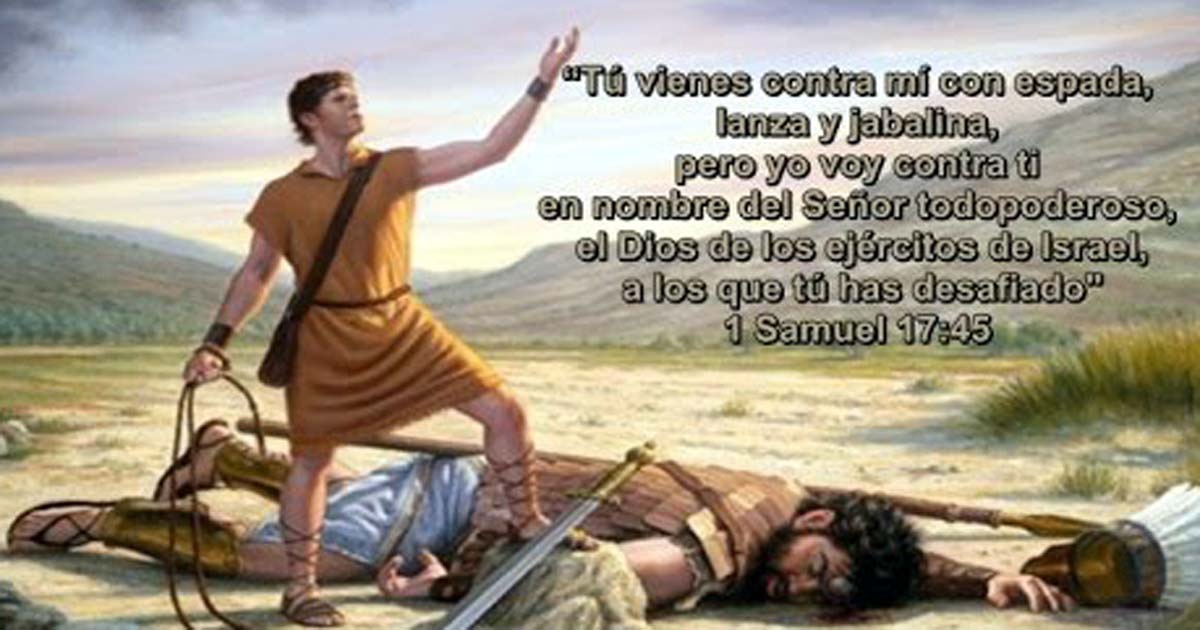 “Tú vienes contra mí con espada,
lanza y jabalina,
pero yo voy contra ti
en nombre del Señor todopoderoso,
el Dios de los ejércitos de Israel,
a los que tú has desafiado”
1 Samuel 17:45